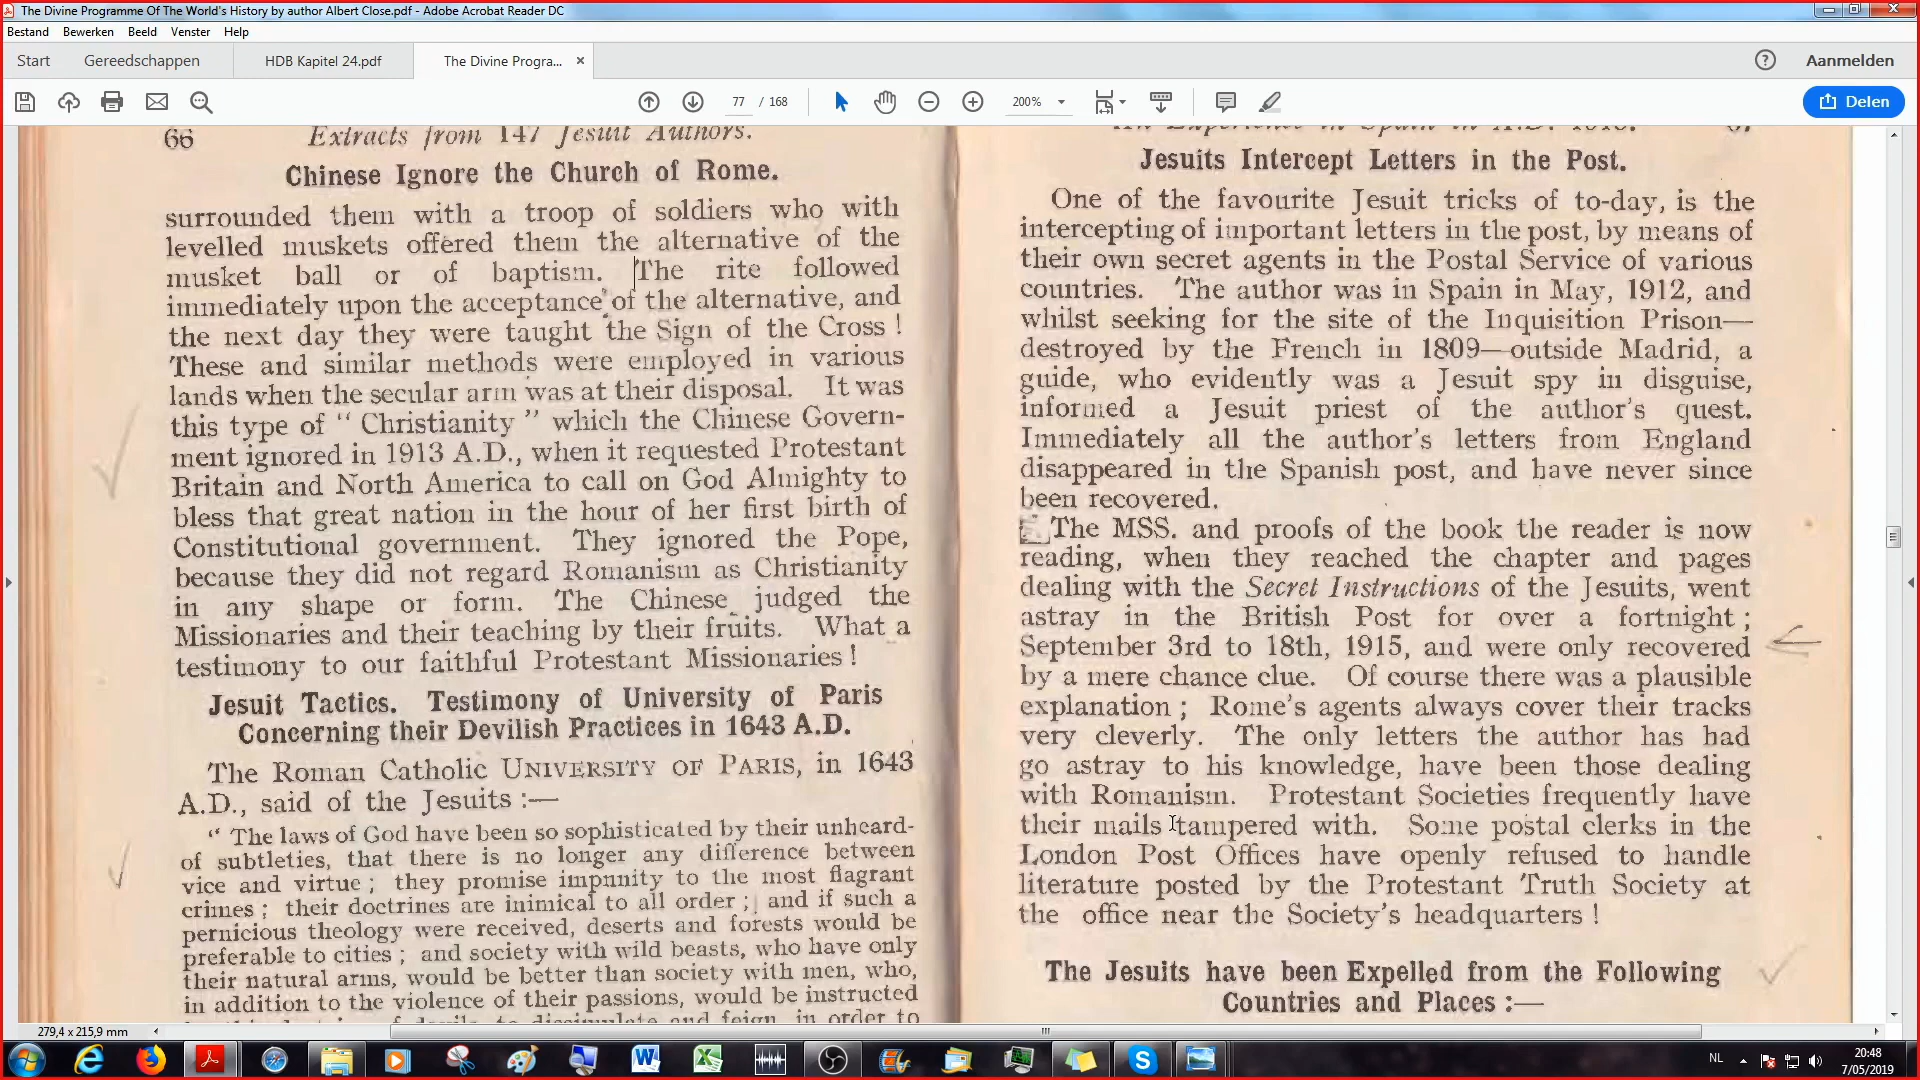 The Divine Programme Of The World's History by author Albert Close.pdf - Adobe Acrobat Reader DC
Bestand Bewerken Beeld Venster Help
Start Gereedschappen HDB Kapitel 24.pdf The Divine Progra... Aanmelden
77 / 168 200% Delen
66 Extracts from 147 Jesuit Authors.
Chinese Ignore the Church of Rome.
surrounded them with a troop of soldiers who with
levelled muskets offered them the alternative of the
musket ball or of baptism. The rite followed
immediately upon the acceptance of the alternative, and
the next day they were taught the Sign of the Cross !
These and similar methods were employed in various
lands when the secular arm was at their disposal. It was
this type of “ Christianity ” which the Chinese Govern-
ment ignored in 1913 A.D., when it requested Protestant
Britain and North America to call on God Almighty to
bless that great nation in the hour of her first birth of
Constitutional government. They ignored the Pope,
because they did not regard Romanism as Christianity
in any shape or form. The Chinese judged the
Missionaries and their teaching by their fruits. What a
testimony to our faithful Protestant Missionaries !
Jesuit Tactics. Testimony of University of Paris
Concerning their Devilish Practices in 1643 A.D.
The Roman Catholic UNIVERSITY OF PARIS, in 1643
A.D., said of the Jesuits :—
“ The laws of God have been so sophisticated by their unheard-
of subtleties, that there is no longer any difference between
vice and virtue ; they promise impunity to the most flagrant
crimes ; their doctrines are inimical to all order ; and if such a
pernicious theology were received, deserts and forests would be
preferable to cities ; and society with wild beasts, who have only
their natural arms, would be better than society with men, who,
in addition to the violence of their passions, would be instructed
to dissimulate and feign, in order to
An Experience in Spain in A.D.
Jesuits Intercept Letters in the Post.
One of the favourite Jesuit tricks of to-day, is the
intercepting of important letters in the post, by means of
their own secret agents in the Postal Service of various
countries. The author was in Spain in May, 1912, and
whilst seeking for the site of the Inquisition Prison—
destroyed by the French in 1809—outside Madrid, a
guide, who evidently was a Jesuit spy in disguise,
informed a Jesuit priest of the author's quest.
Immediately all the author's letters from England
disappeared in the Spanish post, and have never since
been recovered.
The MSS. and proofs of the book the reader is now
reading, when they reached the chapter and pages
dealing with the Secret Instructions of the Jesuits, went
astray in the British Post for over a fortnight ;
September 3rd to 18th, 1915, and were only recovered
by a mere chance clue. Of course there was a plausible
explanation ; Rome's agents always cover their tracks
very cleverly. The only letters the author has had
go astray to his knowledge, have been those dealing
with Romanism. Protestant Societies frequently have
their mails tampered with. Some postal clerks in the
London Post Offices have openly refused to handle
literature posted by the Protestant Truth Society at
the office near the Society's headquarters !
The Jesuits have been Expelled from the Following
Countries and Places :—
279,4 x 215,9 mm
NL 20:48
7/05/2019